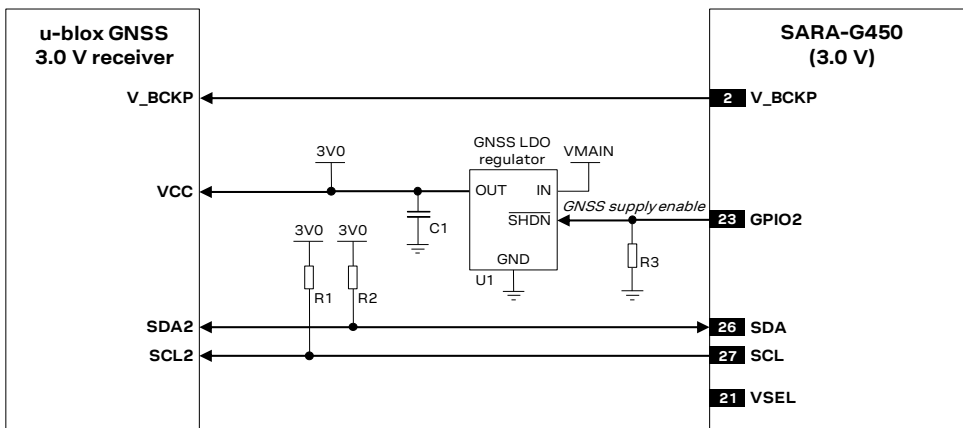 u-blox GNSS
3.0 V receiver
SARA-G450
(3.0 V)
V_BCKP
2 V_BCKP
GNSS LDO
regulator
VMAIN
3V0
VCC
OUT IN
GNSS supply enable
SHDN
23 GPIO2
C1
3V0 3V0
GND
R3
U1
R1 R2
SDA2
26 SDA
SCL2
27 SCL
21 VSEL